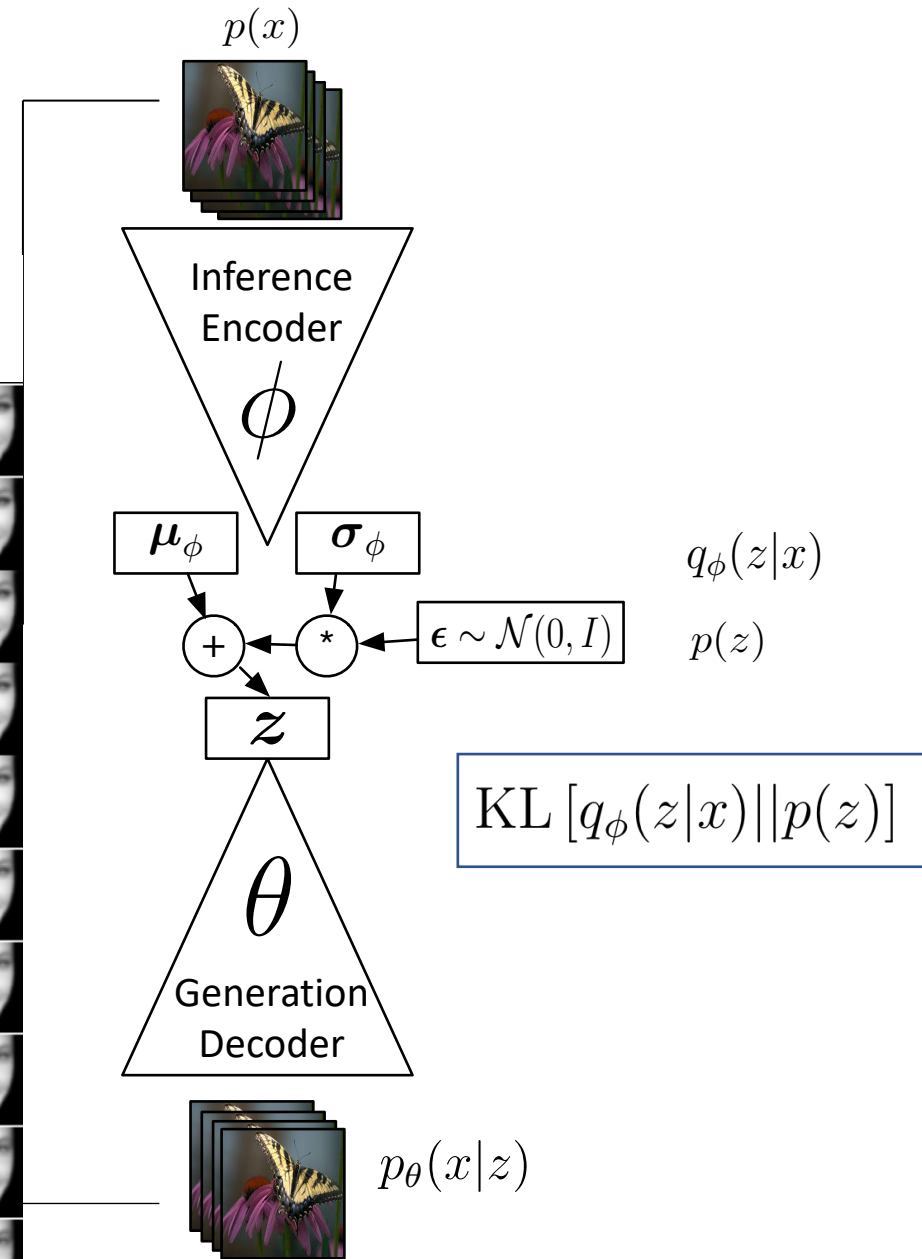 p(x)
Inference
Encoder
ϕ
μ_ϕ
σ_ϕ
q_ϕ(z|x)
+
*
ϵ ∼ 𝒩(0, I)
p(z)
z
KL [q_ϕ(z|x)||p(z)]
θ
Generation
Decoder
p_θ(x|z)